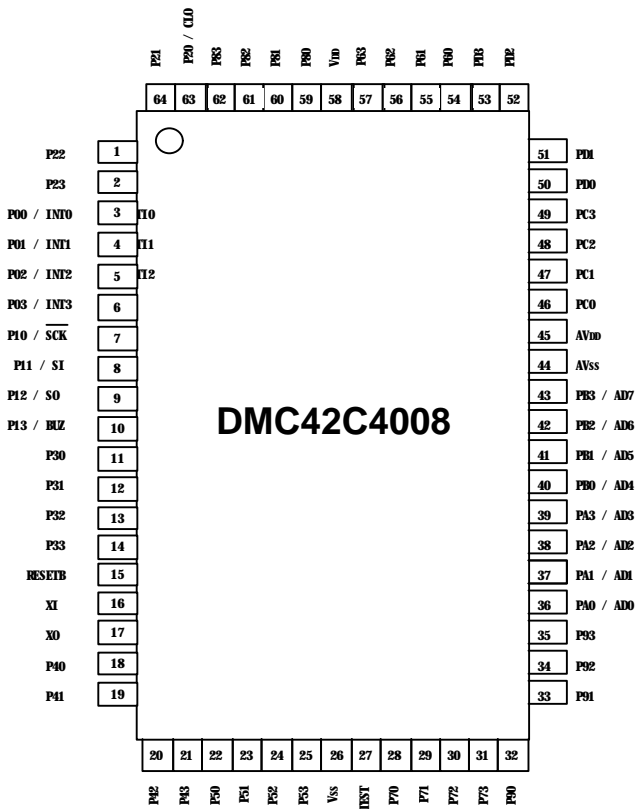 P21 P20 / CLO P83 P82 P81 P80 VDD P63 P62 P61 P60 PD3 PD2
64 63 62 61 60 59 58 57 56 55 54 53 52
P22 1 51 PD1
P23 2 50 PD0
P00 / INT0 3 TI0 49 PC3
P01 / INT1 4 TI1 48 PC2
P02 / INT2 5 TI2 47 PC1
P03 / INT3 6 46 PC0
P10 / SCK 7 45 AVDD
P11 / SI 8 44 AVSS
P12 / SO 9 43 PB3 / AD7
P13 / BUZ 10 42 PB2 / AD6
DMC42C4008
P30 11 41 PB1 / AD5
P31 12 40 PB0 / AD4
P32 13 39 PA3 / AD3
P33 14 38 PA2 / AD2
RESETB 15 37 PA1 / AD1
XI 16 36 PA0 / AD0
XO 17 35 P93
P40 18 34 P92
P41 19 33 P91
20 21 22 23 24 25 26 27 28 29 30 31 32
P42 P43 P50 P51 P52 P53 VSS TEST P70 P71 P72 P73 P90